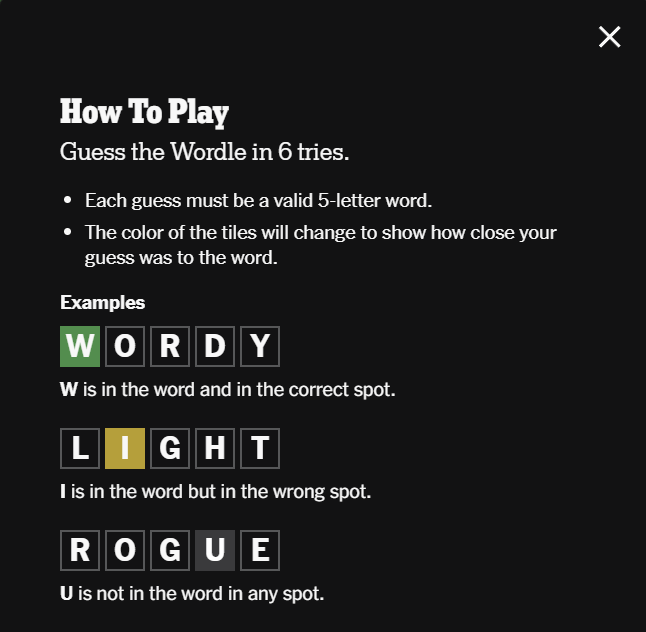 How To Play
Guess the Wordle in 6 tries.
• Each guess must be a valid 5-letter word.
• The color of the tiles will change to show how close your
guess was to the word.
Examples
W O R D Y
W is in the word and in the correct spot.
L I G H T
I is in the word but in the wrong spot.
R O G U E
U is not in the word in any spot.